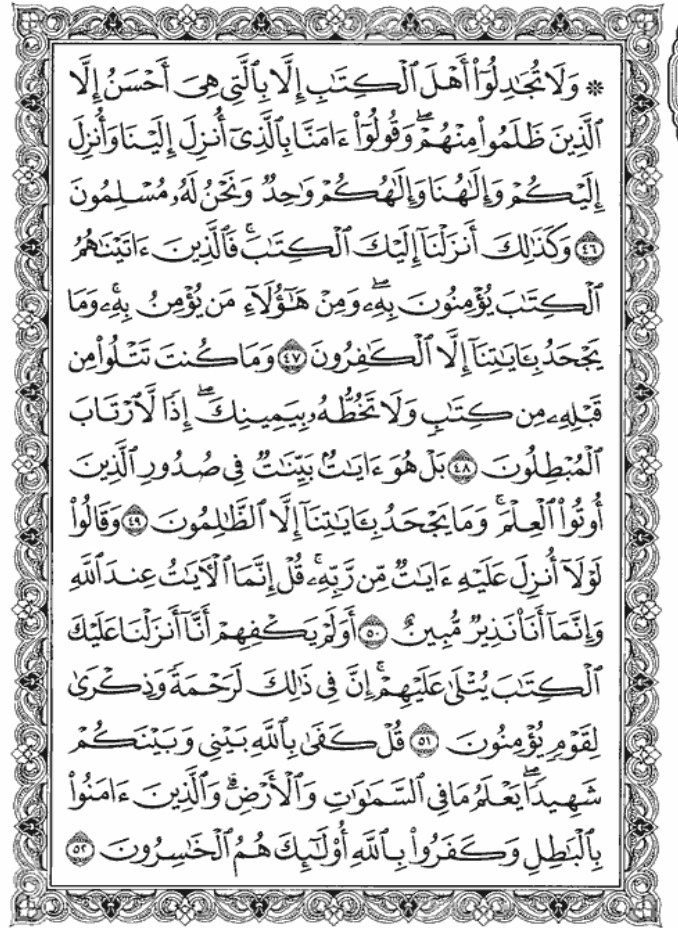 ۞ وَلَا تُجَٰدِلُوٓا۟ أَهْلَ ٱلْكِتَٰبِ إِلَّا بِٱلَّتِى هِىَ أَحْسَنُ إِلَّا
ٱلَّذِينَ ظَلَمُوا۟ مِنْهُمْ ۖ وَقُولُوٓا۟ ءَامَنَّا بِٱلَّذِىٓ أُنزِلَ إِلَيْنَا وَأُنزِلَ
إِلَيْكُمْ وَإِلَٰهُنَا وَإِلَٰهُكُمْ وَٰحِدٌ وَنَحْنُ لَهُۥ مُسْلِمُونَ
٤٦ وَكَذَٰلِكَ أَنزَلْنَآ إِلَيْكَ ٱلْكِتَٰبَ ۚ فَٱلَّذِينَ ءَاتَيْنَٰهُمُ
ٱلْكِتَٰبَ يُؤْمِنُونَ بِهِۦ ۖ وَمِنْ هَٰٓؤُلَآءِ مَن يُؤْمِنُ بِهِۦ ۚ وَمَا
يَجْحَدُ بِـَٔايَٰتِنَآ إِلَّا ٱلْكَٰفِرُونَ ٤٧ وَمَا كُنتَ تَتْلُوا۟ مِن
قَبْلِهِۦ مِن كِتَٰبٍ وَلَا تَخُطُّهُۥ بِيَمِينِكَ ۖ إِذًا لَّٱرْتَابَ
ٱلْمُبْطِلُونَ ٤٨ بَلْ هُوَ ءَايَٰتٌۢ بَيِّنَٰتٌ فِى صُدُورِ ٱلَّذِينَ
أُوتُوا۟ ٱلْعِلْمَ ۚ وَمَا يَجْحَدُ بِـَٔايَٰتِنَآ إِلَّا ٱلظَّٰلِمُونَ ٤٩ وَقَالُوا۟
لَوْلَآ أُنزِلَ عَلَيْهِ ءَايَٰتٌ مِّن رَّبِّهِۦ ۚ قُلْ إِنَّمَا ٱلْءَايَٰتُ عِندَ ٱللَّهِ
وَإِنَّمَآ أَنَا۠ نَذِيرٌ مُّبِينٌ ٥٠ أَوَلَمْ يَكْفِهِمْ أَنَّآ أَنزَلْنَا عَلَيْكَ
ٱلْكِتَٰبَ يُتْلَىٰ عَلَيْهِمْ ۚ إِنَّ فِى ذَٰلِكَ لَرَحْمَةً وَذِكْرَىٰ
لِقَوْمٍ يُؤْمِنُونَ ٥١ قُلْ كَفَىٰ بِٱللَّهِ بَيْنِى وَبَيْنَكُمْ
شَهِيدًا ۖ يَعْلَمُ مَا فِى ٱلسَّمَٰوَٰتِ وَٱلْأَرْضِ ۗ وَٱلَّذِينَ ءَامَنُوا۟
بِٱلْبَٰطِلِ وَكَفَرُوا۟ بِٱللَّهِ أُو۟لَٰٓئِكَ هُمُ ٱلْخَٰسِرُونَ ٥٢